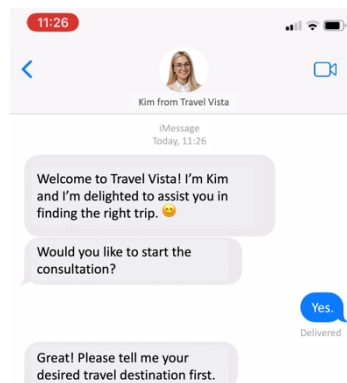 11:26
Kim from Travel Vista
iMessage
Today, 11:26
Welcome to Travel Vista! I'm Kim
and I'm delighted to assist you in
finding the right trip. 😊
Would you like to start the
consultation?
Yes.
Delivered
Great! Please tell me your
desired travel destination first.